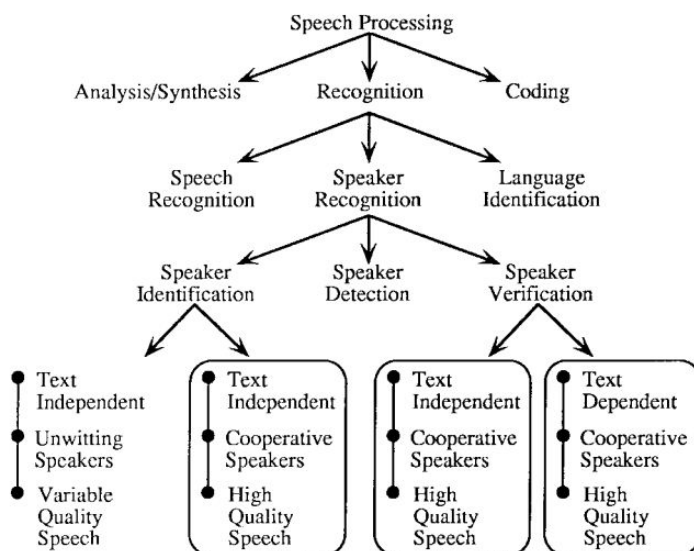 Speech Processing
Analysis/Synthesis
Recognition
Coding
Speech
Recognition
Speaker
Recognition
Language
Identification
Speaker
Identification
Speaker
Detection
Speaker
Verification
Text
Independent
Unwitting
Speakers
Variable
Quality
Speech
Text
Independent
Cooperative
Speakers
High
Quality
Speech
Text
Independent
Cooperative
Speakers
High
Quality
Speech
Text
Dependent
Cooperative
Speakers
High
Quality
Speech